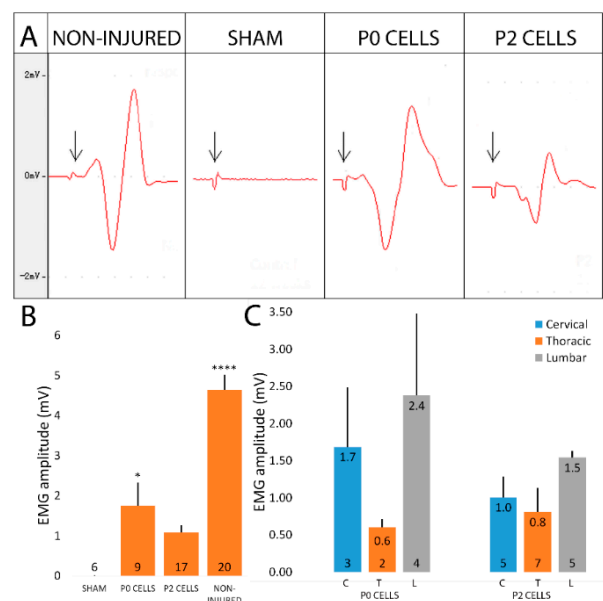 A
NON-INJURED
SHAM
P0 CELLS
P2 CELLS
2mV
0mV
-2mV
B
EMG amplitude (mV)
6
5
4
3
2
1
0
*
****
6
9
17
20
SHAM
P0 CELLS
P2 CELLS
NON-
INJURED
C
EMG amplitude (mV)
3.50
3.00
2.50
2.00
1.50
1.00
0.50
0.00
Cervical
Thoracic
Lumbar
1.7
0.6
2.4
1.0
0.8
1.5
3
2
4
5
7
5
C
T
L
C
T
L
P0 CELLS
P2 CELLS